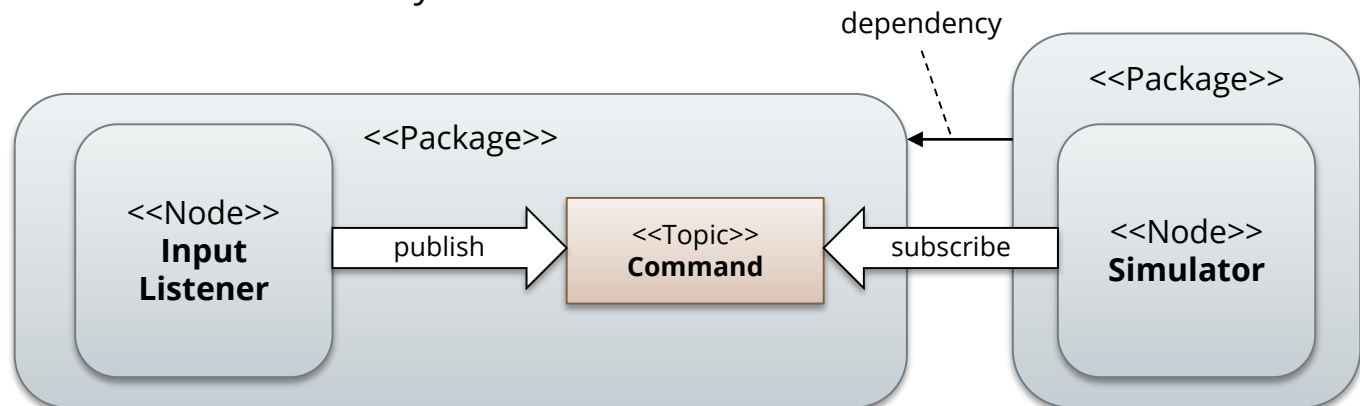 dependency
<<Package>>
<<Package>>
<<Node>>
Input
Listener
publish
<<Topic>>
Command
subscribe
<<Node>>
Simulator